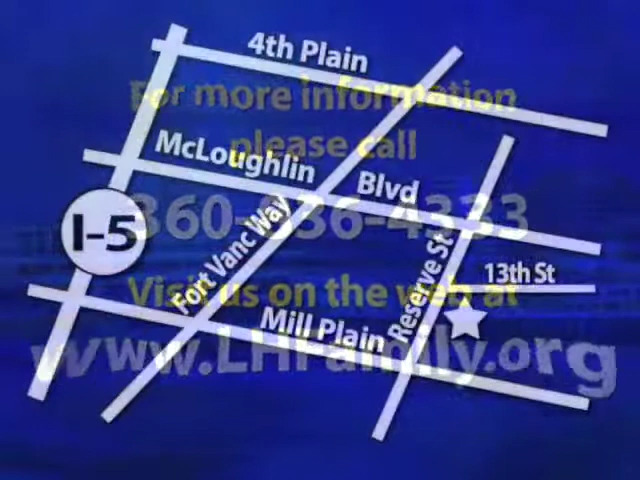 4th Plain
For more information
please call
McLoughlin Blvd
360-
-4333
I-5
Fort Vanc Way
Reserve St
13th St
Visit us on the web at
Mill Plain
www.LHFamily.org